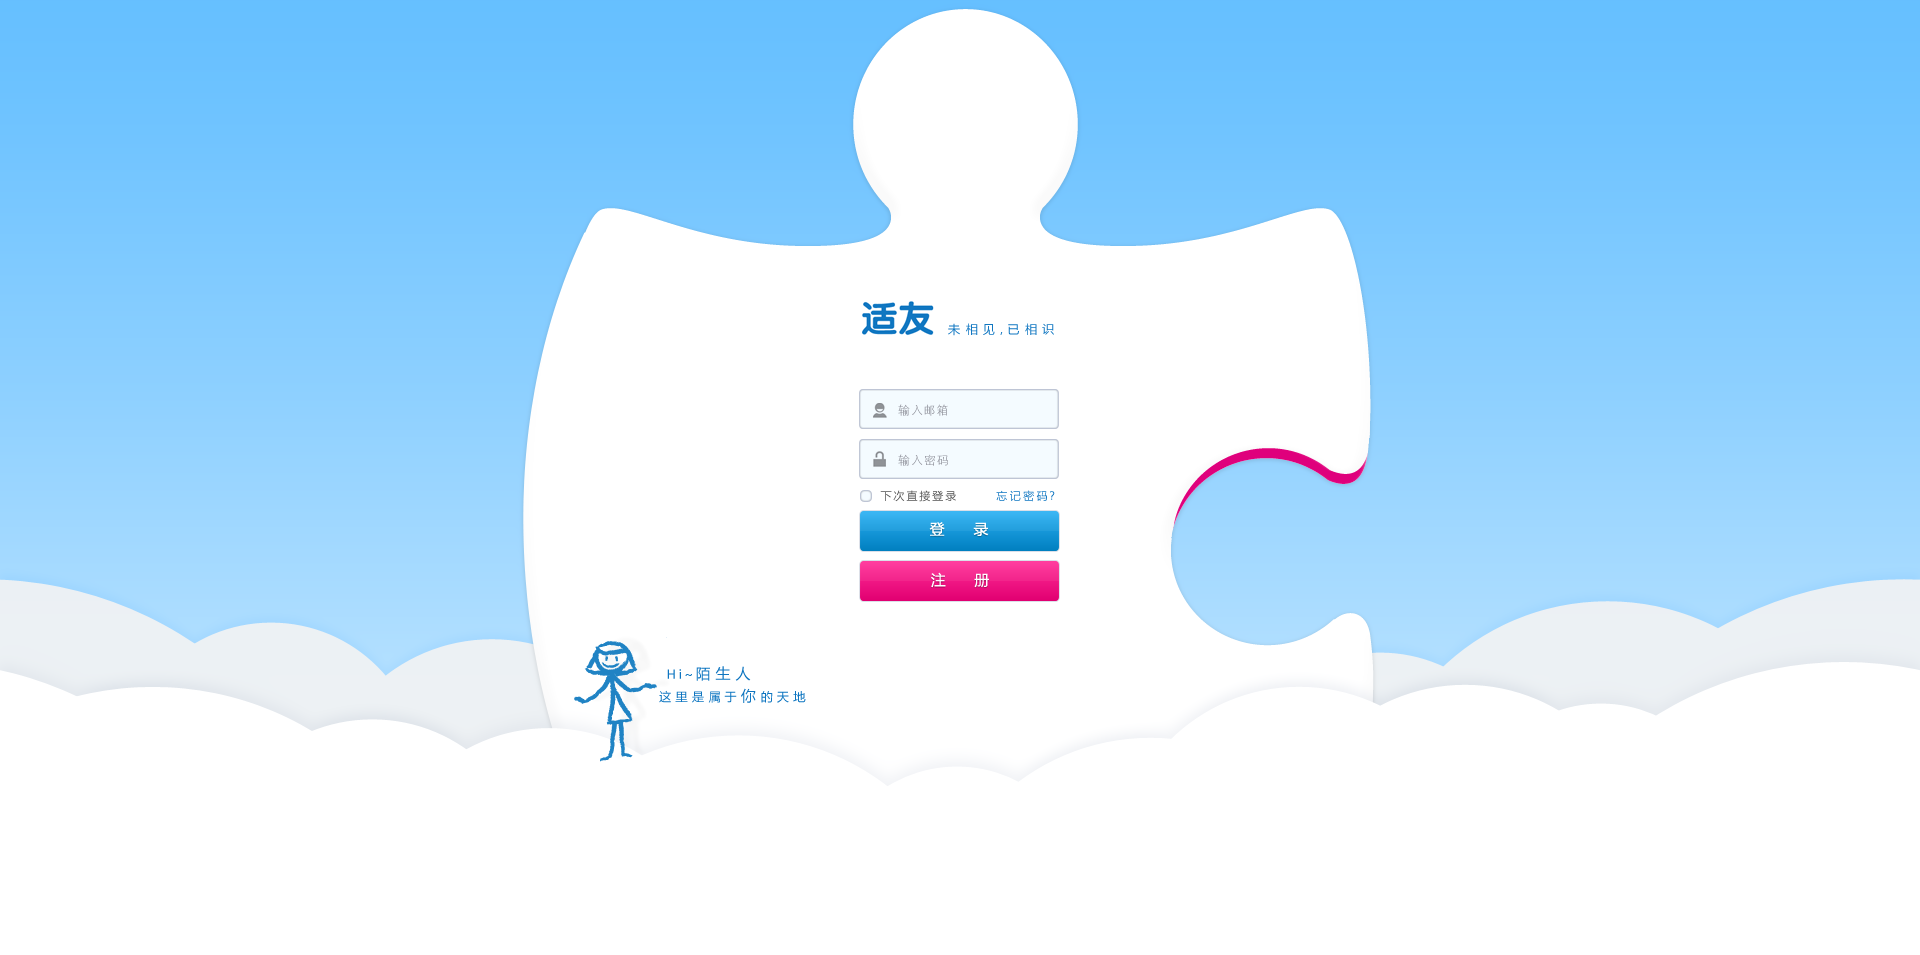 适友 未相见,已相识
输入邮箱
输入密码
下次直接登录 忘记密码?
登 录
注 册
Hi~陌生人
这里是属于你的天地